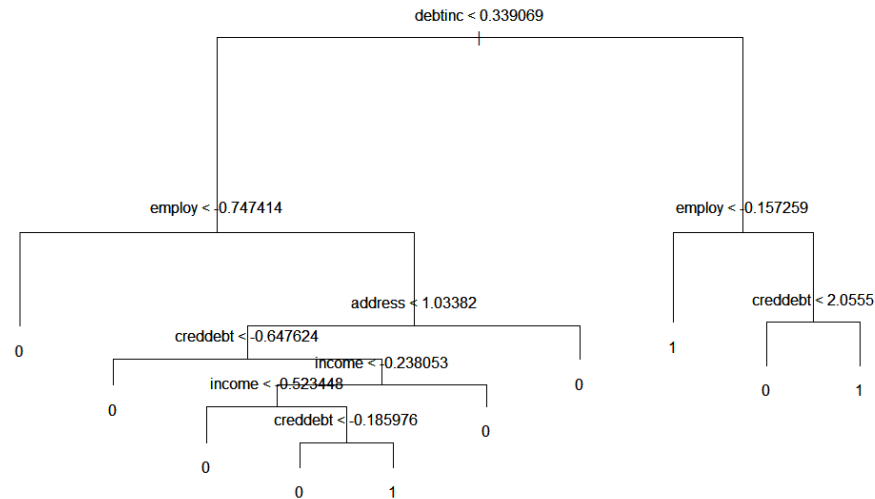 debtinc < 0.339069
employ < -0.747414
employ < -0.157259
address < 1.03382
creddebt < 2.0555
creddebt < -0.647624
0
1
income < -0.238053
0
income < -0.523448
0
0
1
0
creddebt < -0.185976
0
0
0
1